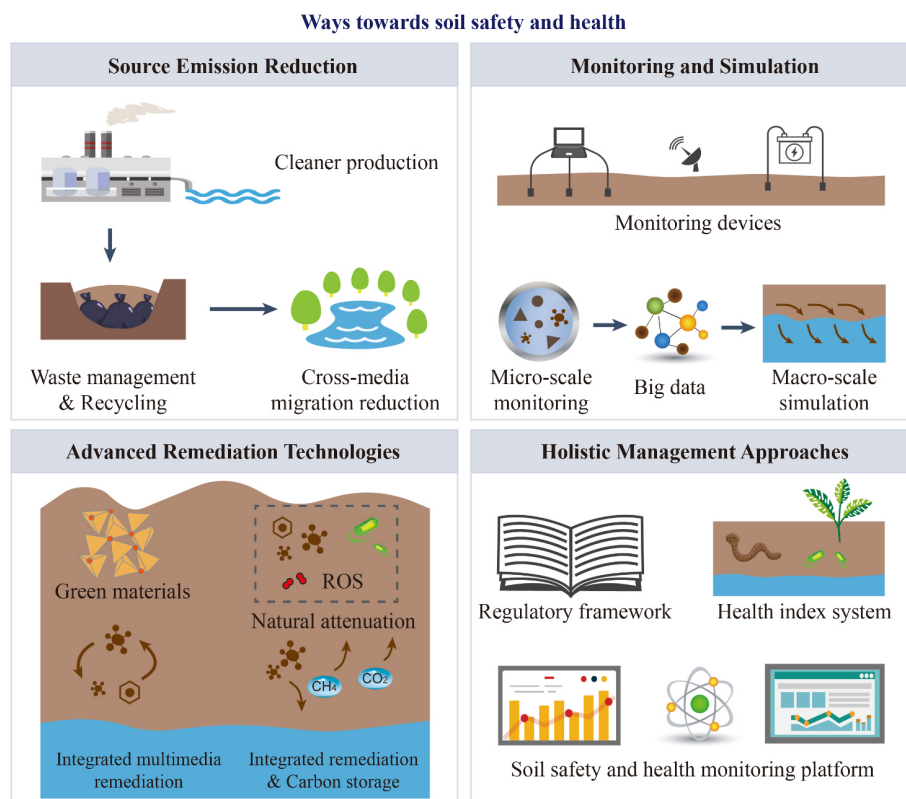 Ways towards soil safety and health
Source Emission Reduction
Cleaner production
Waste management
& Recycling
Cross-media
migration reduction
Monitoring and Simulation
Monitoring devices
Micro-scale
monitoring
Big data
Macro-scale
simulation
Advanced Remediation Technologies
Green materials
ROS
Natural attenuation
CH₄
CO₂
Integrated multimedia
remediation
Integrated remediation
& Carbon storage
Holistic Management Approaches
Regulatory framework
Health index system
Soil safety and health monitoring platform